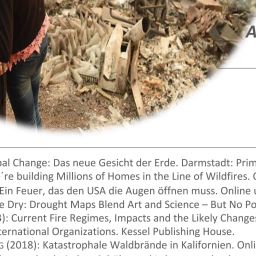 A
bal Change: Das neue Gesicht der Erde. Darmstadt: Prim
´re building Millions of Homes in the Line of Wildfires.
Ein Feuer, das den USA die Augen öffnen muss. Online
e Dry: Drought Maps Blend Art and Science – But No Po
): Current Fire Regimes, Impacts and the Likely Change
ternational Organizations. Kessel Publishing House.
G (2018): Katastrophale Waldbrände in Kalifornien. Onli